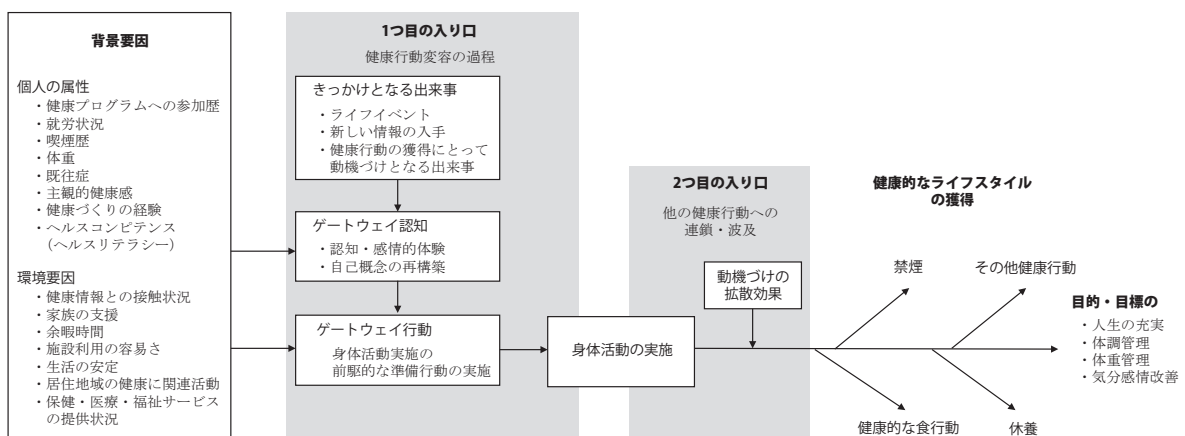 背景要因
個人の属性
・健康プログラムへの参加歴
・就労状況
・喫煙歴
・体重
・既往症
・主観的健康感
・健康づくりの経験
・ヘルスコンピテンス
(ヘルスリテラシー)
環境要因
・健康情報との接触状況
・家族の支援
・余暇時間
・施設利用の容易さ
・生活の安定
・居住地域の健康に関連活動
・保健・医療・福祉サービス
の提供状況
1つ目の入り口
健康行動変容の過程
きっかけとなる出来事
・ライフイベント
・新しい情報の入手
・健康行動の獲得にとって
動機づけとなる出来事
ゲートウェイ認知
・認知・感情的体験
・自己概念の再構築
ゲートウェイ行動
身体活動実施の
前駆的な準備行動の実施
身体活動の実施
2つ目の入り口
他の健康行動への
連鎖・波及
動機づけの
拡散効果
健康的なライフスタイル
の獲得
禁煙
その他健康行動
健康的な食行動
休養
目的・目標の
・人生の充実
・体調管理
・体重管理
・気分感情改善